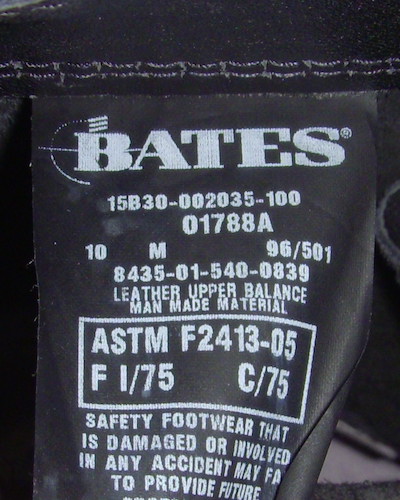 BATES®
15B30-002035-100
01788A
10 M 96/501
8435-01-540-0839
LEATHER UPPER BALANCE
MAN MADE MATERIAL
ASTM F2413-05
F I/75 C/75
SAFETY FOOTWEAR THAT
IS DAMAGED OR INVOLVED
IN ANY ACCIDENT MAY FA
TO PROVIDE FUTURE